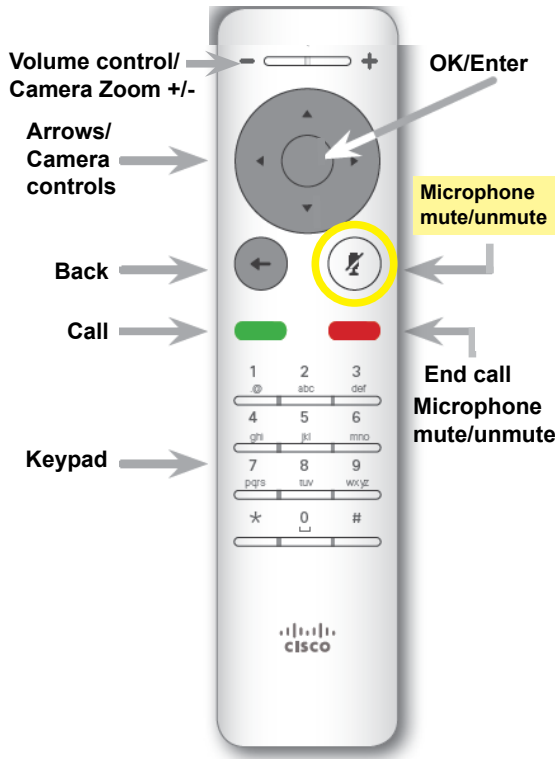 Volume control/
Camera Zoom +/-
- +
OK/Enter
Arrows/
Camera
controls
Microphone
mute/unmute
Back
Call
End call
Microphone
mute/unmute
1 2 3
.@ abc def
4 5 6
ghi jkl mno
Keypad
7 8 9
pqrs tuv wxyz
* 0 #
cisco